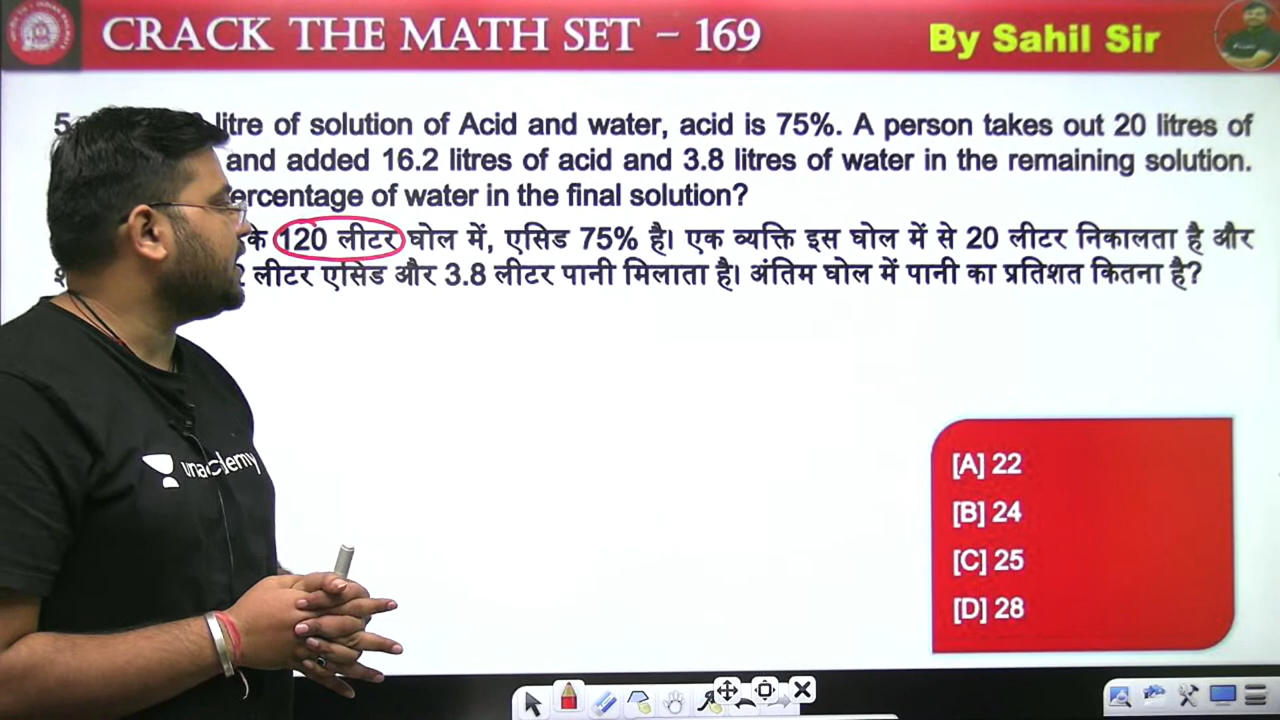 CRACK THE MATH SET – 169
By Sahil Sir
litre of solution of Acid and water, acid is 75%. A person takes out 20 litres of
and added 16.2 litres of acid and 3.8 litres of water in the remaining solution.
of water in the final solution?
के 120 लीटर घोल में, एसिड 75% है। एक व्यक्ति इस घोल में से 20 लीटर निकालता है और
लीटर एसिड और 3.8 लीटर पानी मिलाता है। अंतिम घोल में पानी का प्रतिशत कितना है?
unacademy
[A] 22
[B] 24
[C] 25
[D] 28